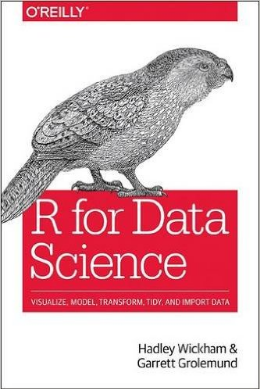 O'REILLY®
R for Data
Science
VISUALIZE, MODEL, TRANSFORM, TIDY, AND IMPORT DATA
Hadley Wickham &
Garrett Grolemund